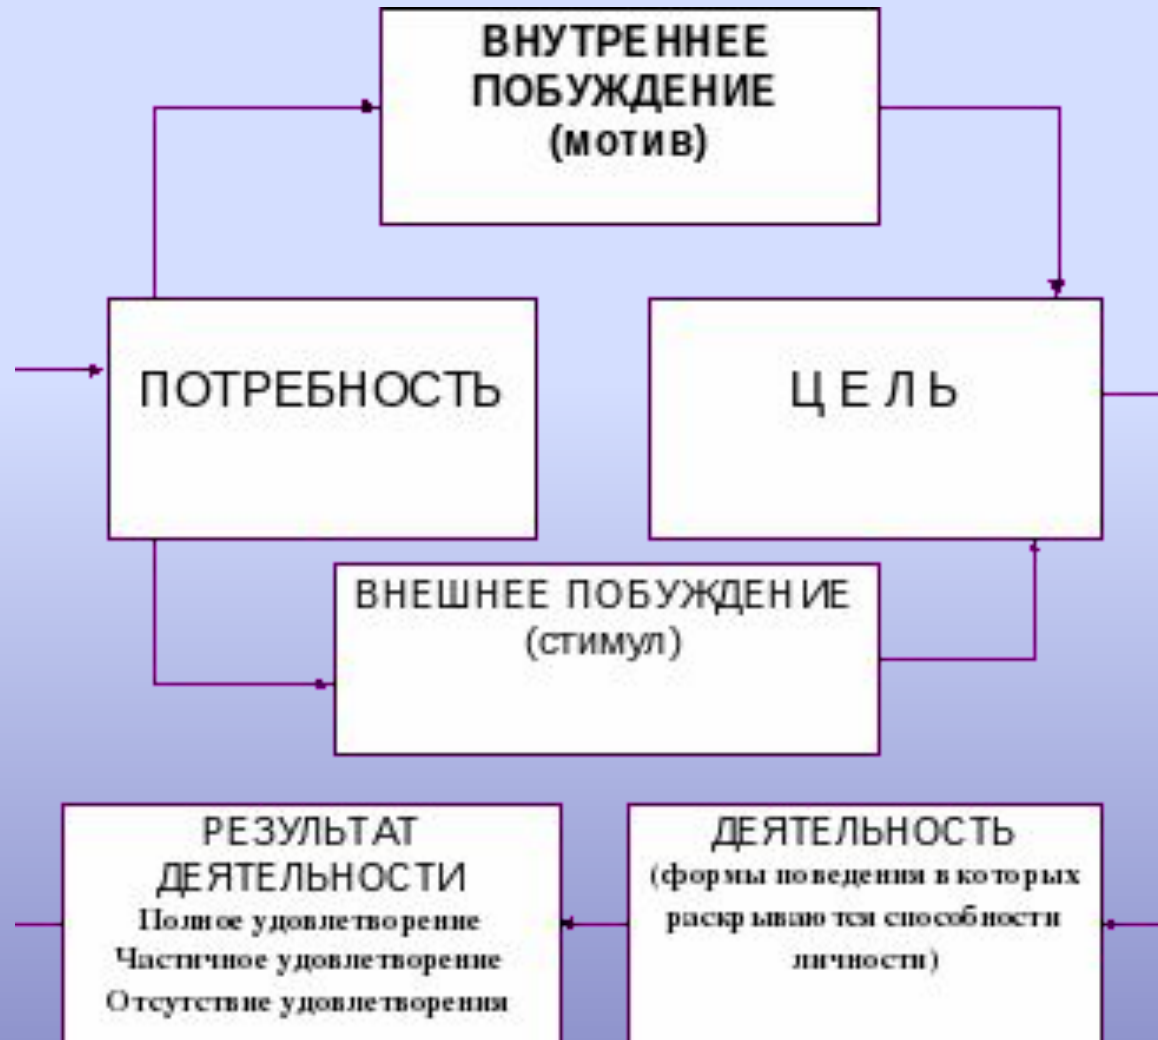 ВНУТРЕННЕЕ
ПОБУЖДЕНИЕ
(мотив)
ПОТРЕБНОСТЬ
ЦЕЛЬ
ВНЕШНЕЕ ПОБУЖДЕНИЕ
(стимул)
РЕЗУЛЬТАТ
ДЕЯТЕЛЬНОСТИ
Полное удовлетворение
Частичное удовлетворение
Отсутствие удовлетворения
ДЕЯТЕЛЬНОСТЬ
(формы поведения в которых
раскрываются способности
личности)